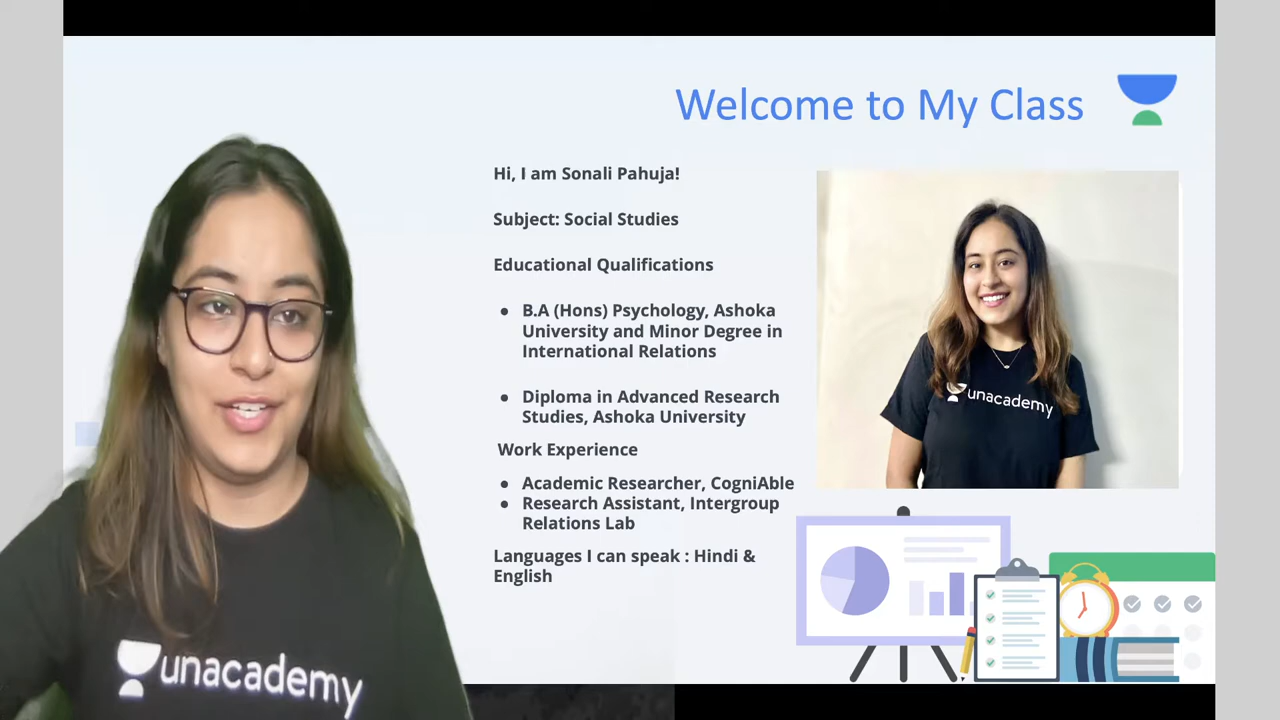 Welcome to My Class
Hi, I am Sonali Pahuja!
Subject: Social Studies
Educational Qualifications
● B.A (Hons) Psychology, Ashoka
University and Minor Degree in
International Relations
● Diploma in Advanced Research
Studies, Ashoka University
Work Experience
● Academic Researcher, CogniAble
● Research Assistant, Intergroup
Relations Lab
Languages I can speak : Hindi &
English
unacademy
unacademy